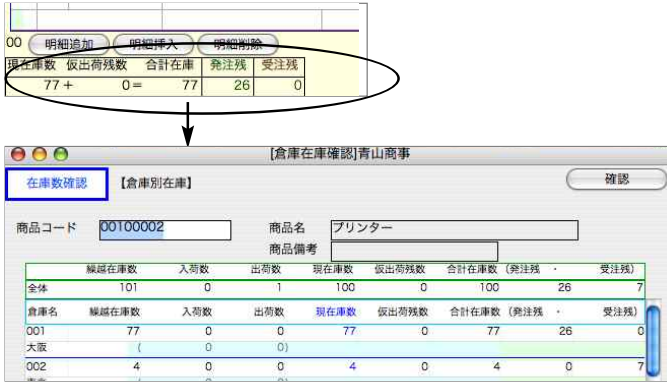 00 明細追加 明細挿入 明細削除
現在庫数 仮出荷残数 合計在庫 発注残 受注残
77 + 0 = 77 26 0
[倉庫在庫確認]青山商事
在庫数確認 【倉庫別在庫】 確認
商品コード 00100002 商品名 プリンター
商品備考
繰越在庫数 入荷数 出荷数 現在庫数 仮出荷残数 合計在庫数 (発注残 ・ 受注残)
全体 101 0 1 100 0 100 26 7
倉庫名 繰越在庫数 入荷数 出荷数 現在庫数 仮出荷残数 合計在庫数 (発注残 ・ 受注残)
001 77 0 0 77 0 77 26 0
大阪 ( 0 0)
002 4 0 0 4 0 4 0 7